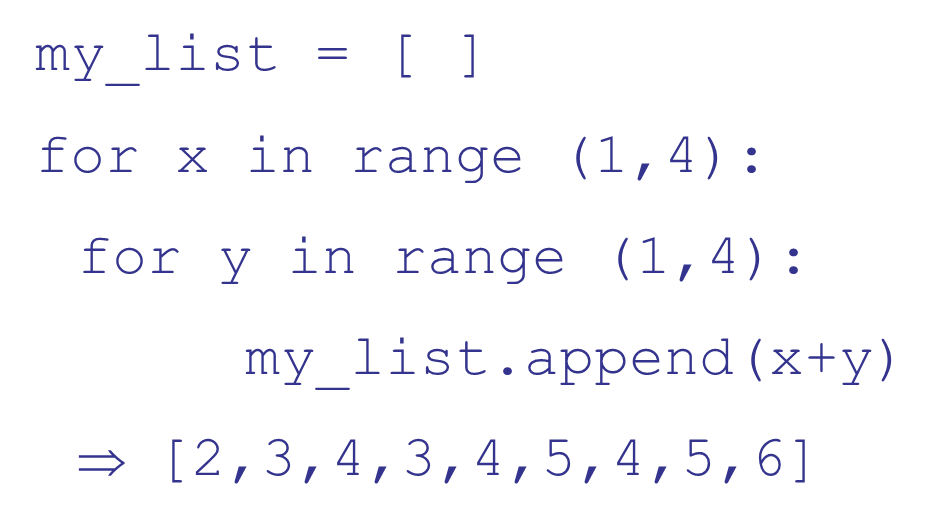 my_list = [ ]
for x in range (1,4):
for y in range (1,4):
my_list.append(x+y)
⇒ [2,3,4,3,4,5,4,5,6]